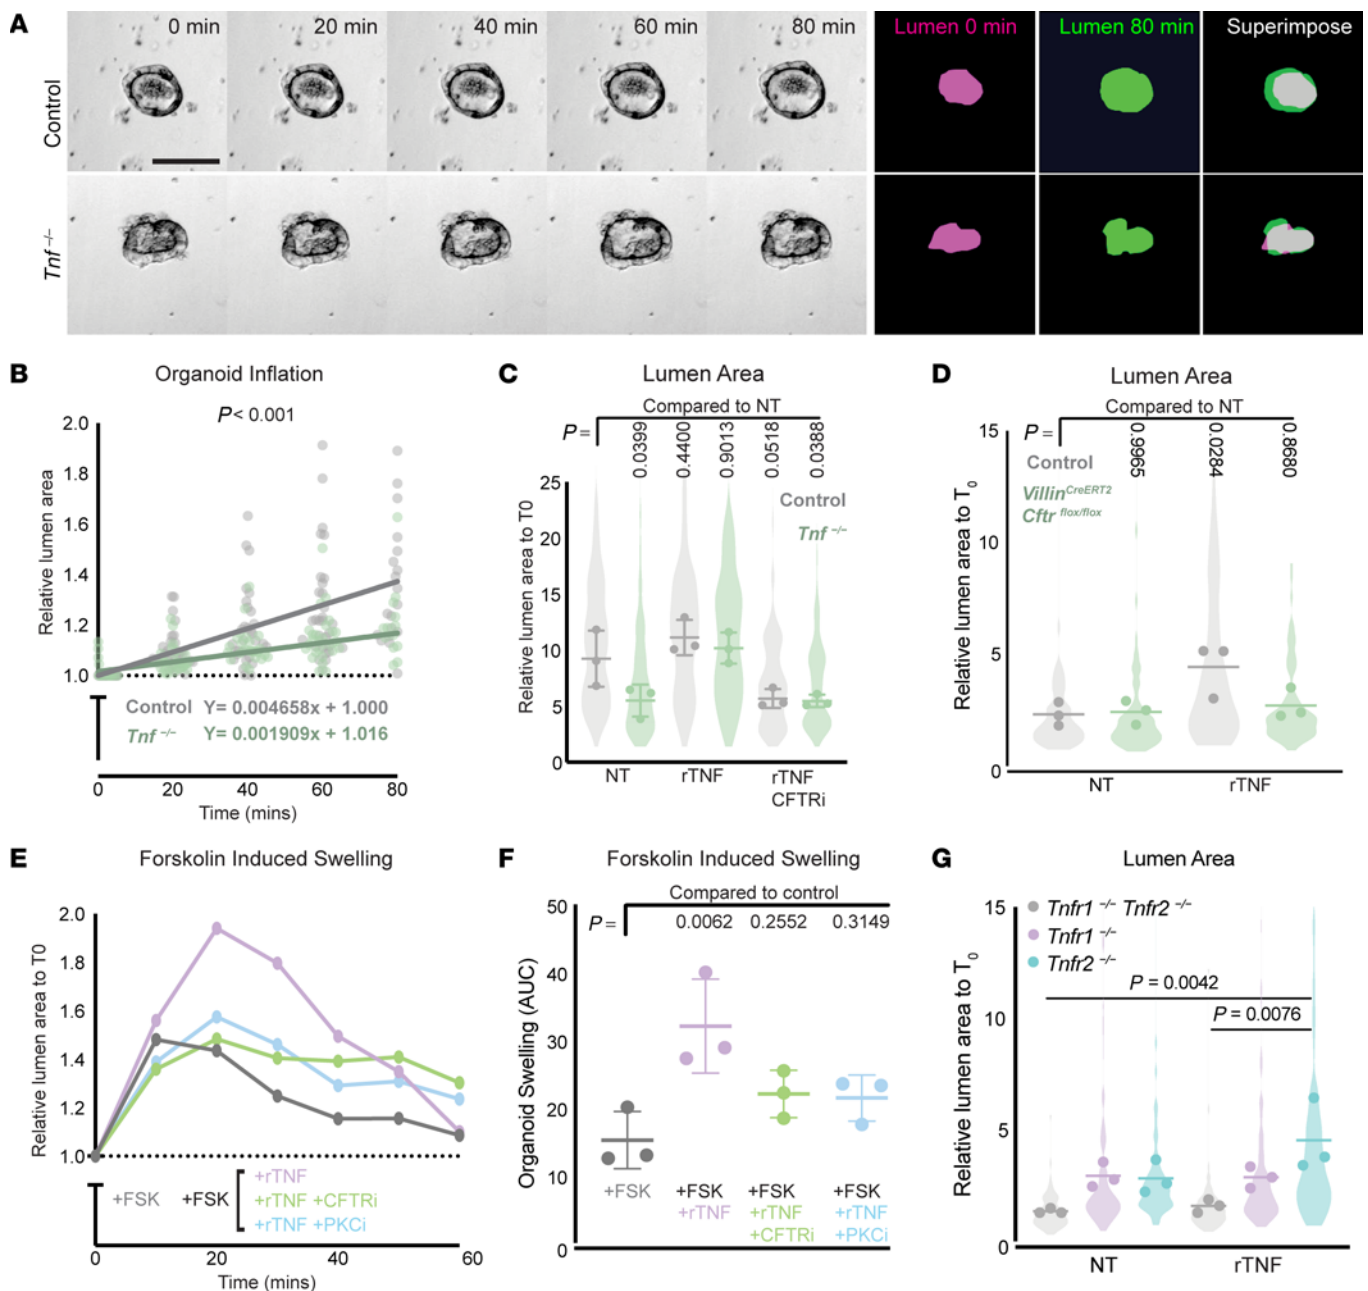 A
0 min 20 min 40 min 60 min 80 min Lumen 0 min Lumen 80 min Superimpose
Control
Tnf –/–
B
Organoid Inflation
P< 0.001
Relative lumen area
2.0
1.8
1.6
1.4
1.2
1.0
Control Y= 0.004658x + 1.000
Tnf –/– Y= 0.001909x + 1.016
0 20 40 60 80
Time (mins)
C
Lumen Area
Compared to NT
P =
0.0399 0.4400 0.9013 0.0518 0.0388
Control
Tnf –/–
Relative lumen area to T0
25
20
15
10
5
0
NT rTNF rTNF
CFTRi
D
Lumen Area
Compared to NT
P =
0.9965 0.0284 0.8680
Control
Villin CreERT2
Cftr flox/flox
Relative lumen area to T0
15
10
5
0
NT rTNF
E
Forskolin Induced Swelling
Relative lumen area to T0
2.0
1.8
1.6
1.4
1.2
1.0
+FSK +FSK +rTNF
+rTNF +CFTRi
+rTNF +PKCi
0 20 40 60
Time (mins)
F
Forskolin Induced Swelling
Compared to control
P = 0.0062 0.2552 0.3149
Organoid Swelling (AUC)
50
40
30
20
10
0
+FSK +FSK +FSK +FSK
+rTNF +rTNF +rTNF
+CFTRi +PKCi
G
Lumen Area
Tnfr1 –/– Tnfr2 –/–
Tnfr1 –/–
Tnfr2 –/–
P = 0.0042
P = 0.0076
Relative lumen area to T0
15
10
5
0
NT rTNF